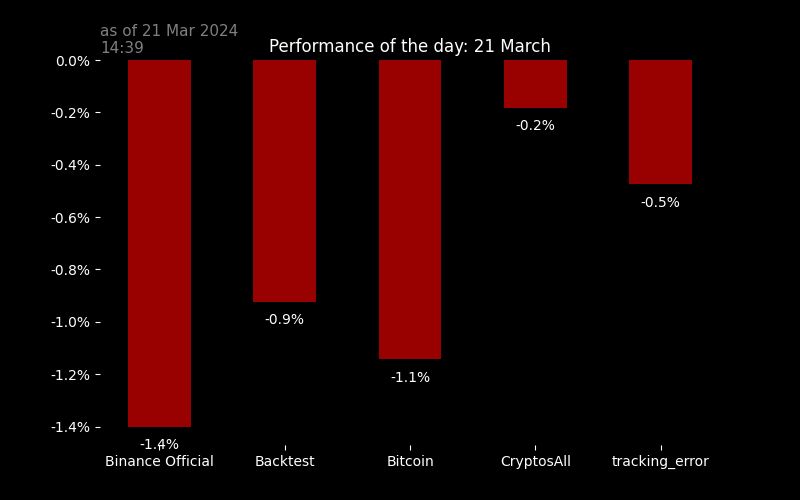 as of 21 Mar 2024
14:39
Performance of the day: 21 March
0.0%
-0.2%
-0.4%
-0.6%
-0.8%
-1.0%
-1.2%
-1.4%
-1.4%
-0.9%
-1.1%
-0.2%
-0.5%
Binance Official
Backtest
Bitcoin
CryptosAll
tracking_error